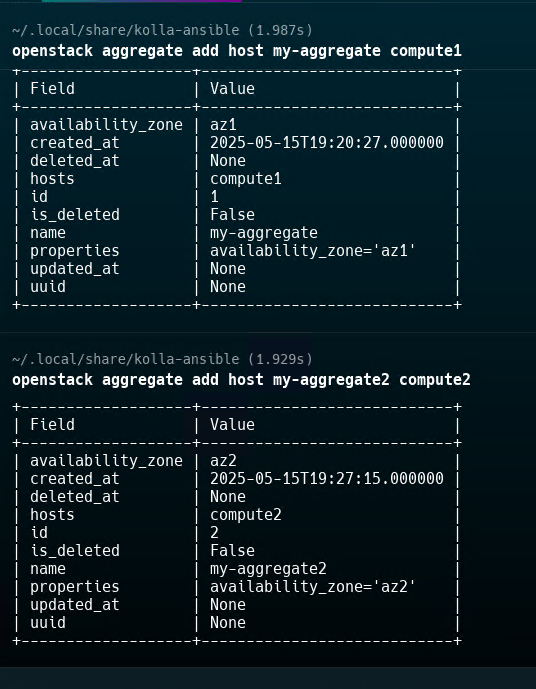 ~/.local/share/kolla-ansible (1.987s)
openstack aggregate add host my-aggregate compute1
+-------------------+---------------------------+
| Field             | Value                     |
+-------------------+---------------------------+
| availability_zone | az1                       |
| created_at        | 2025-05-15T19:20:27.000000 |
| deleted_at        | None                      |
| hosts             | compute1                  |
| id                | 1                         |
| is_deleted        | False                     |
| name              | my-aggregate              |
| properties        | availability_zone='az1'   |
| updated_at        | None                      |
| uuid              | None                      |
+-------------------+---------------------------+
~/.local/share/kolla-ansible (1.929s)
openstack aggregate add host my-aggregate2 compute2
+-------------------+---------------------------+
| Field             | Value                     |
+-------------------+---------------------------+
| availability_zone | az2                       |
| created_at        | 2025-05-15T19:27:15.000000 |
| deleted_at        | None                      |
| hosts             | compute2                  |
| id                | 2                         |
| is_deleted        | False                     |
| name              | my-aggregate2             |
| properties        | availability_zone='az2'   |
| updated_at        | None                      |
| uuid              | None                      |
+-------------------+---------------------------+